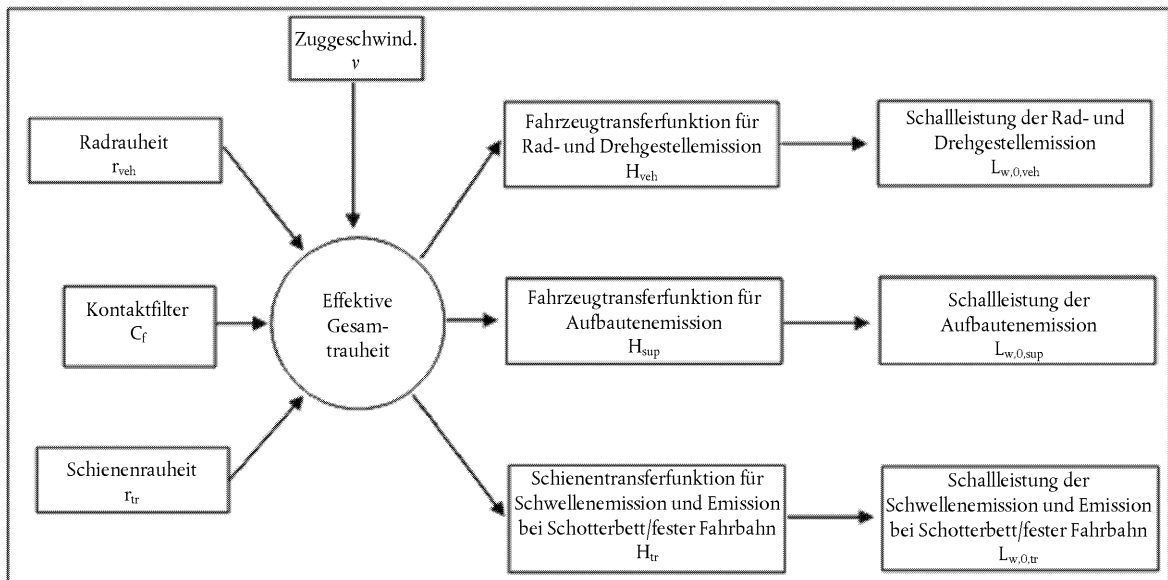 Zuggeschwind.
v
Radrauheit
r_veh
Kontaktfilter
C_f
Schienenrauheit
r_tr
Effektive
Gesam-
trauheit
Fahrzeugtransferfunktion für
Rad- und Drehgestellemission
H_veh
Schallleistung der Rad- und
Drehgestellemission
L_w,0,veh
Fahrzeugtransferfunktion für
Aufbautenemission
H_sup
Schallleistung der
Aufbautenemission
L_w,0,sup
Schienentransferfunktion für
Schwellenemission und Emission
bei Schotterbett/fester Fahrbahn
H_tr
Schallleistung der
Schwellenemission und Emission
bei Schotterbett/fester Fahrbahn
L_w,0,tr